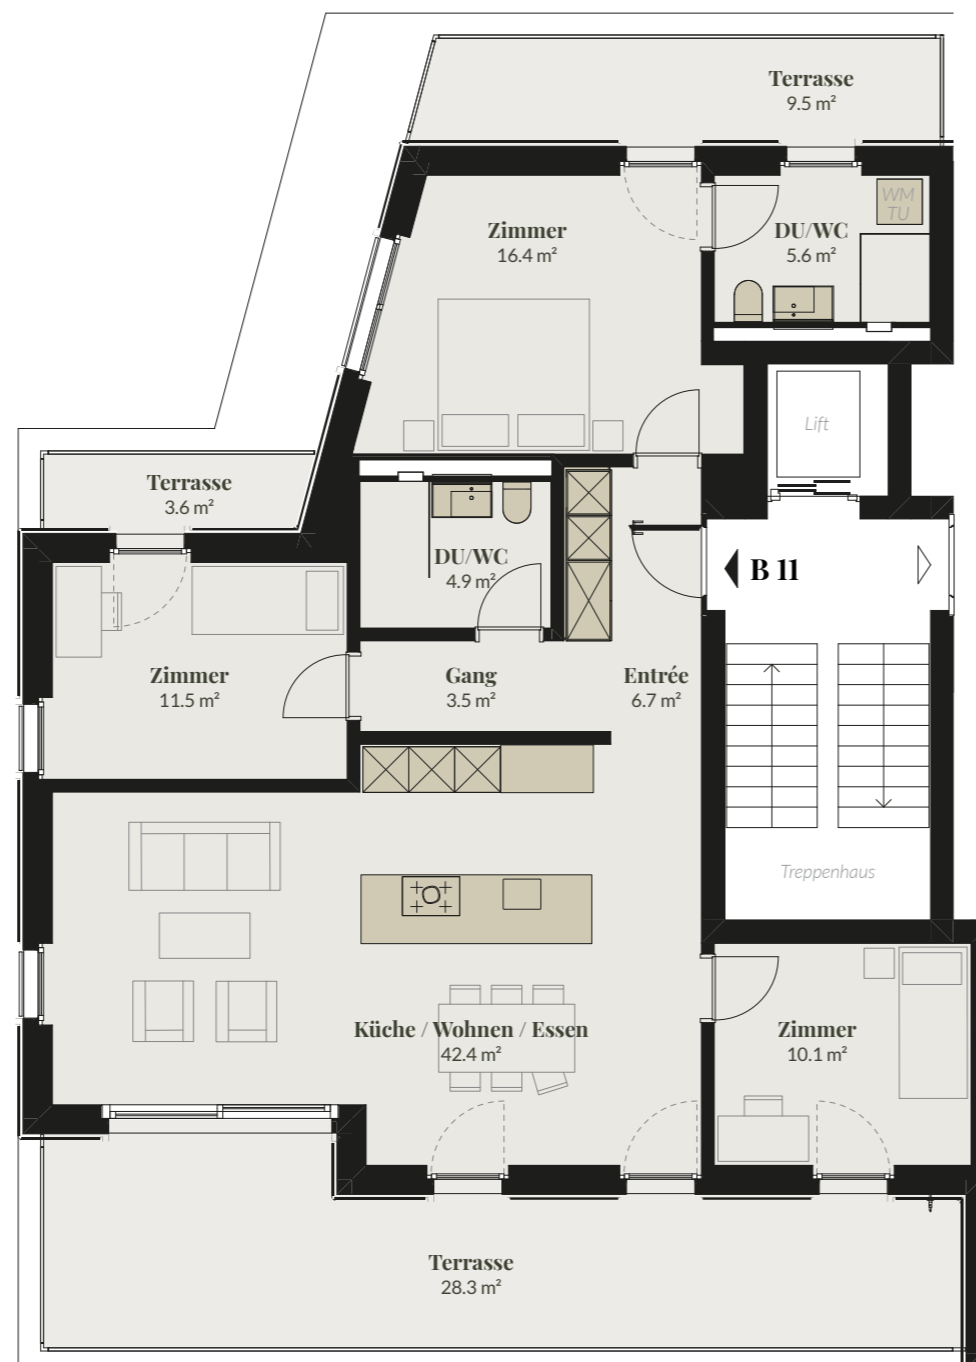 Terrasse
9.5 m²
Zimmer
16.4 m²
DU/WC
5.6 m²
WM
TU
Lift
Terrasse
3.6 m²
DU/WC
4.9 m²
B 11
Zimmer
11.5 m²
Gang
3.5 m²
Entrée
6.7 m²
Treppenhaus
Küche / Wohnen / Essen
42.4 m²
Zimmer
10.1 m²
Terrasse
28.3 m²